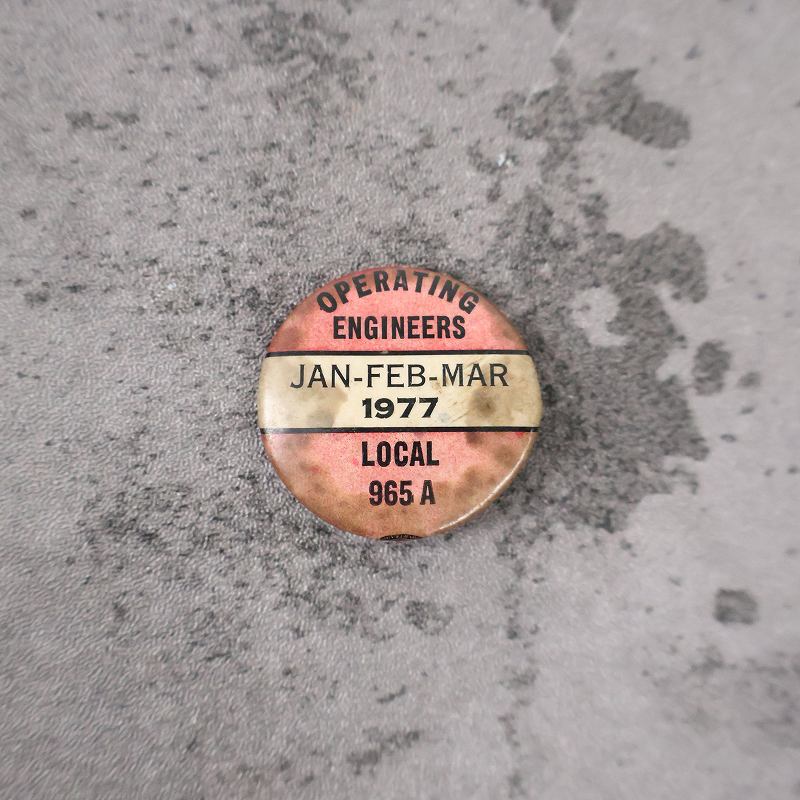 OPERATING
ENGINEERS
JAN-FEB-MAR
1977
LOCAL
965 A